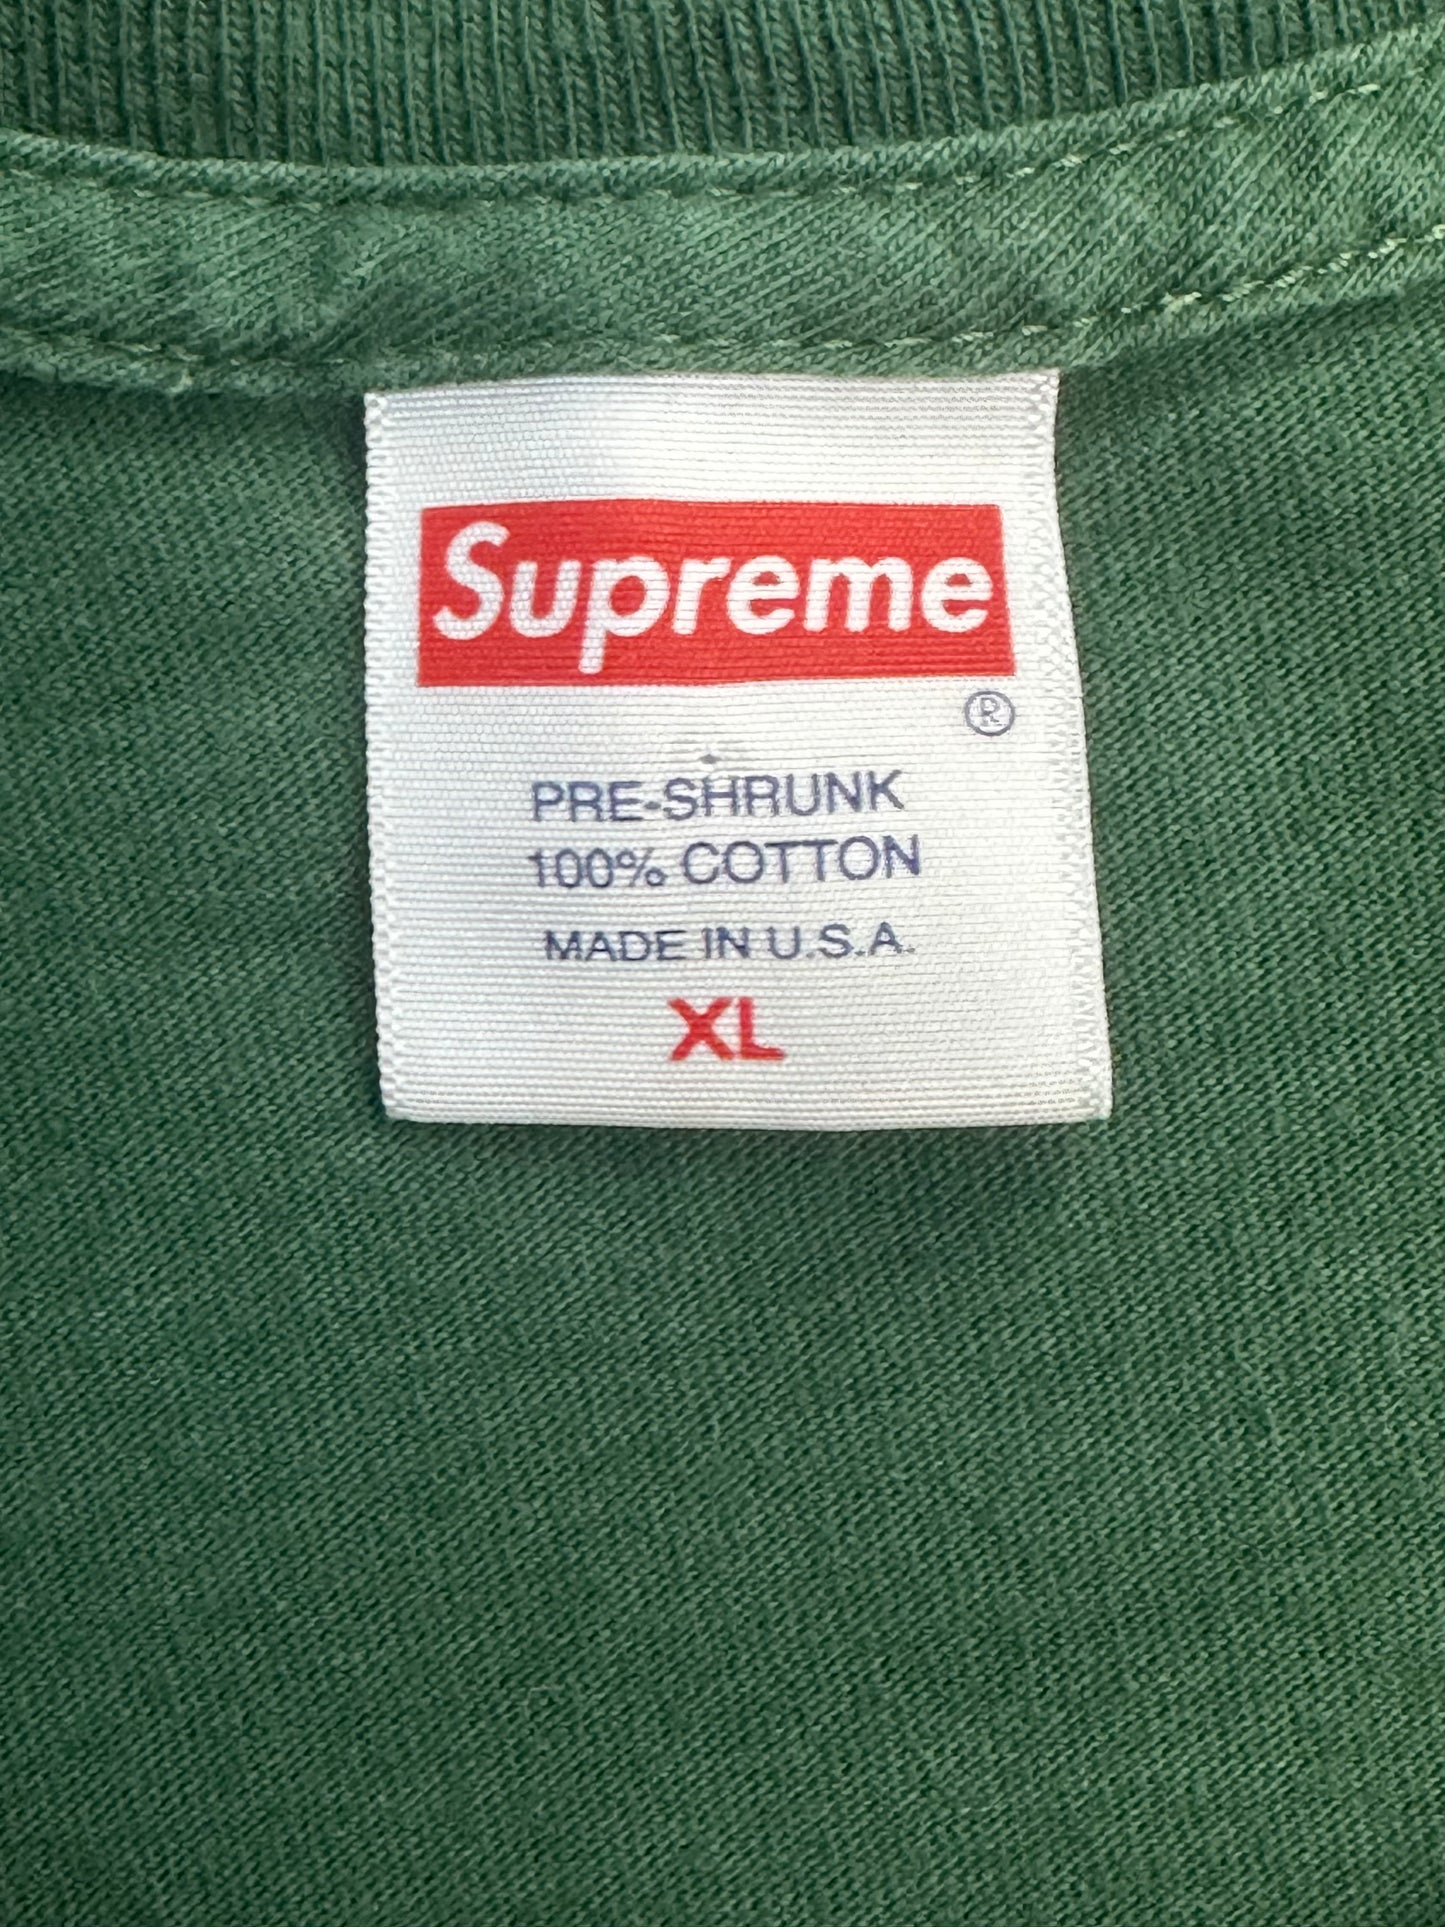 Supreme
®
PRE-SHRUNK
100% COTTON
MADE IN U.S.A.
XL